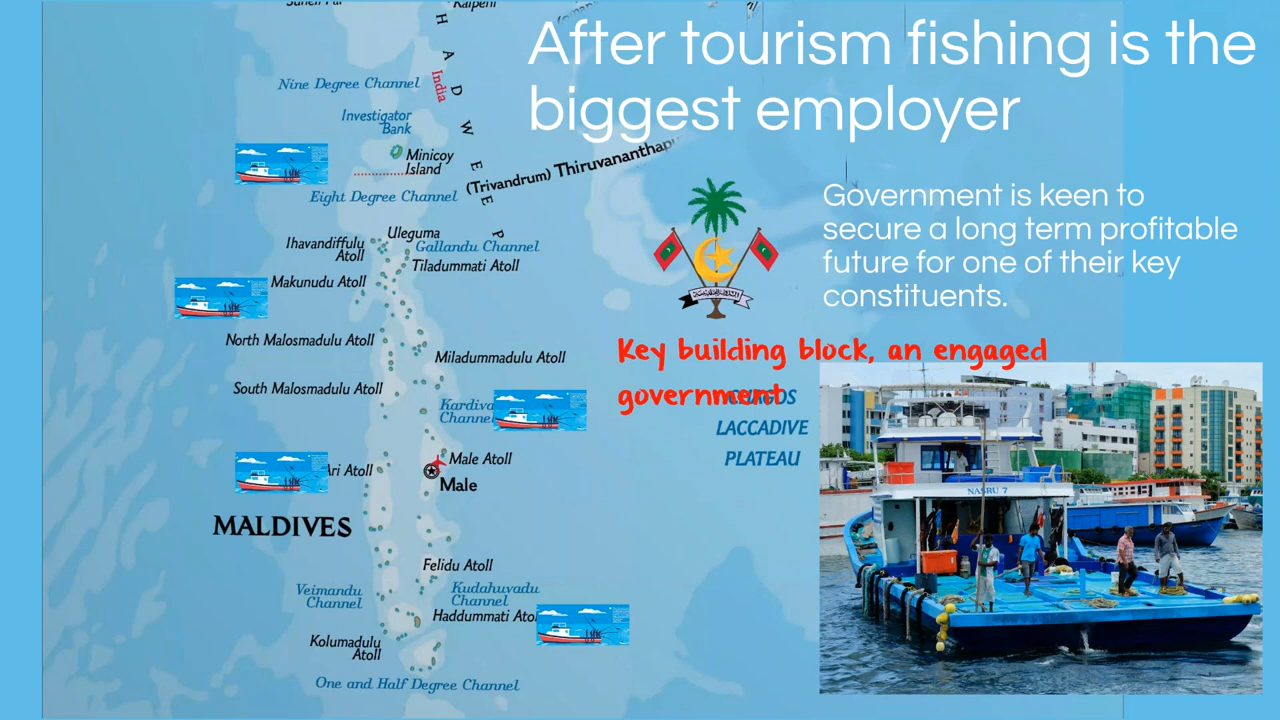 Kalpeni
After tourism fishing is the
biggest employer
H
A
D
W
E
E
P
India
Nine Degree Channel
Investigator
Bank
Minicoy
Island
Eight Degree Channel
(Trivandrum)
Government is keen to
secure a long term profitable
future for one of their key
constituents.
Uleguma
Ihavandiffulu
Atoll
Gallandu Channel
Tiladummati Atoll
Makunudu Atoll
North Malosmadulu Atoll
Miladummadulu Atoll
Key building block, an engaged
government
South Malosmadulu Atoll
Kardiva
Channel
LACCADIVE
PLATEAU
Male Atoll
Ari Atoll
Male
NASRU 7
MALDIVES
Felidu Atoll
Veimandu
Channel
Kudahuvadu
Channel
Haddummati
Kolumadulu
Atoll
One and Half Degree Channel